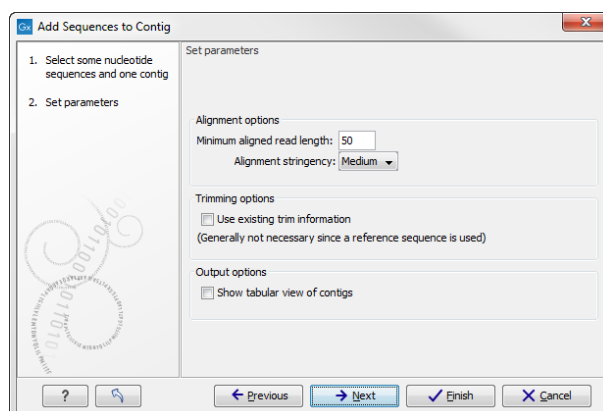 Gx Add Sequences to Contig
1. Select some nucleotide
sequences and one contig
2. Set parameters
Set parameters
Alignment options
Minimum aligned read length: 50
Alignment stringency: Medium
Trimming options
Use existing trim information
(Generally not necessary since a reference sequence is used)
Output options
Show tabular view of contigs
? Previous Next Finish Cancel